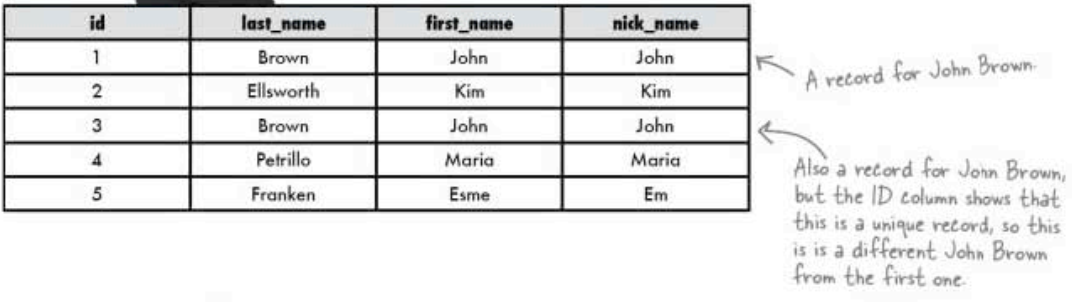 id last_name first_name nick_name
1 Brown John John
2 Ellsworth Kim Kim
3 Brown John John
4 Petrillo Maria Maria
5 Franken Esme Em
A record for John Brown.
Also a record for John Brown,
but the ID column shows that
this is a unique record, so this
is is a different John Brown
from the first one.